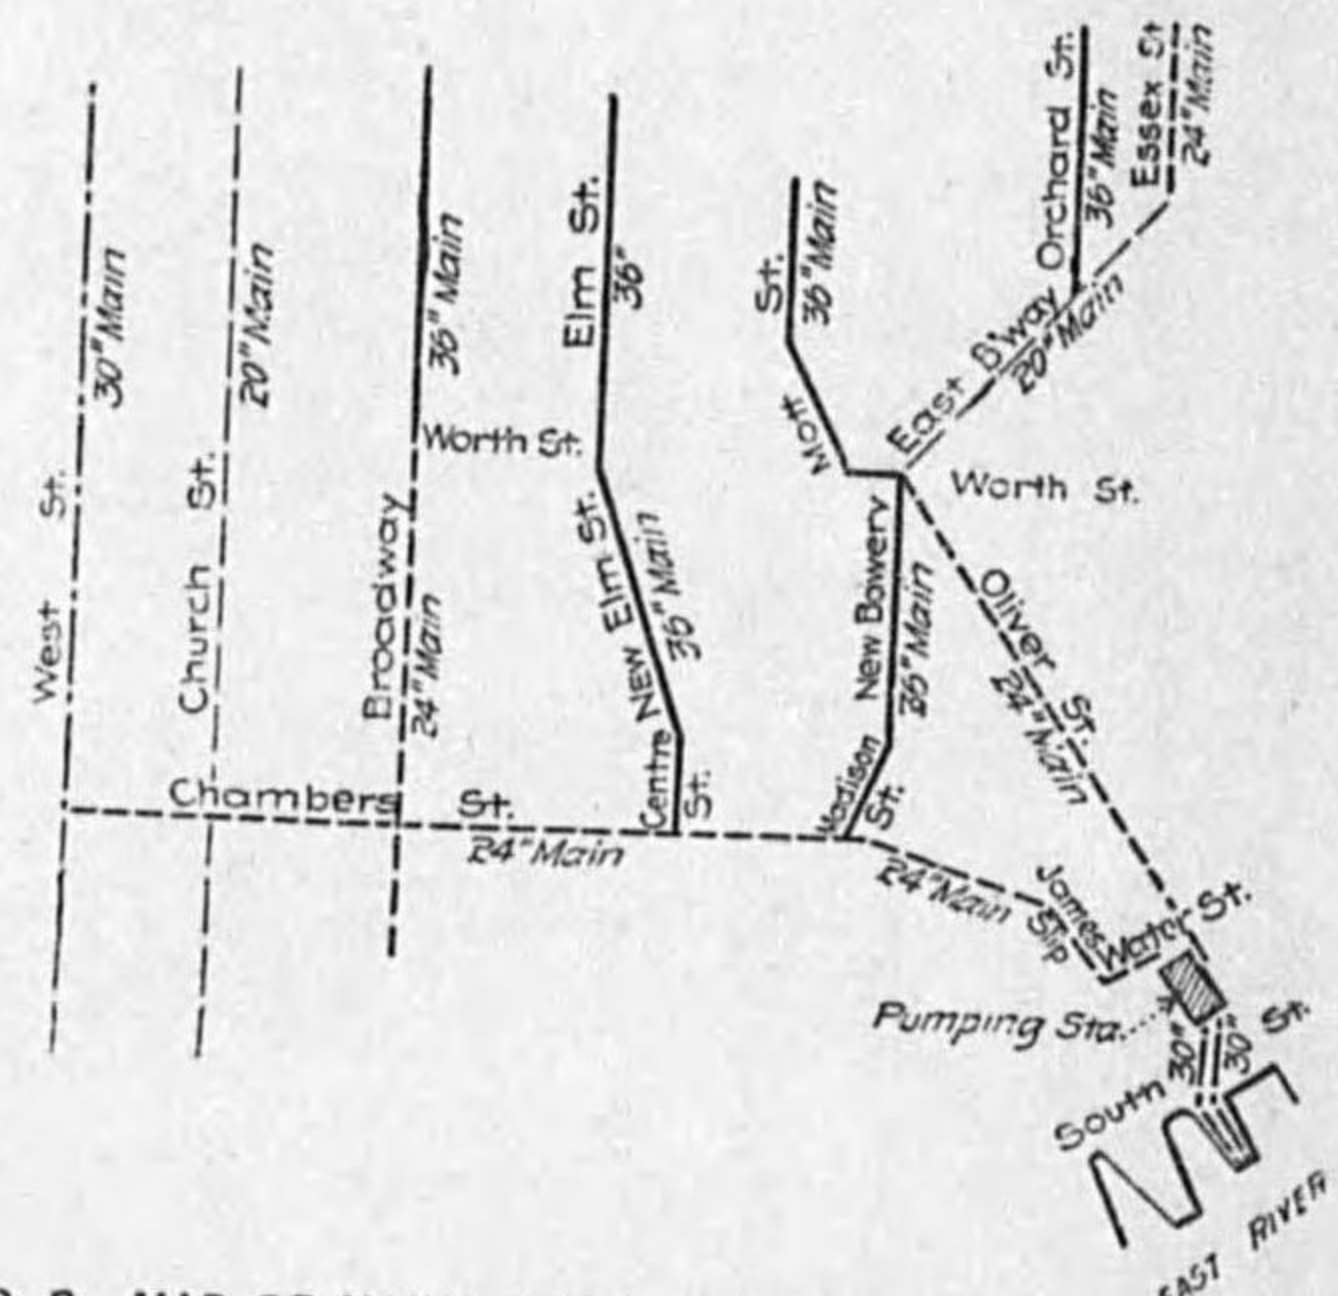 West St.
30" Main
Church St.
20" Main
Broadway
36" Main
24" Main
Worth St.
Elm St.
36"
New Elm St.
36" Main
Centre St.
Chambers St.
24" Main
Mott St.
36" Main
New Bowery
36" Main
Madison St.
Orchard St.
36" Main
Essex St
24" Main
East B'way
20" Main
Worth St.
Oliver St.
24" Main
24" Main
James Slip
Water St.
Pumping Sta.
30"
30"
South St.
EAST RIVER
MAP OF